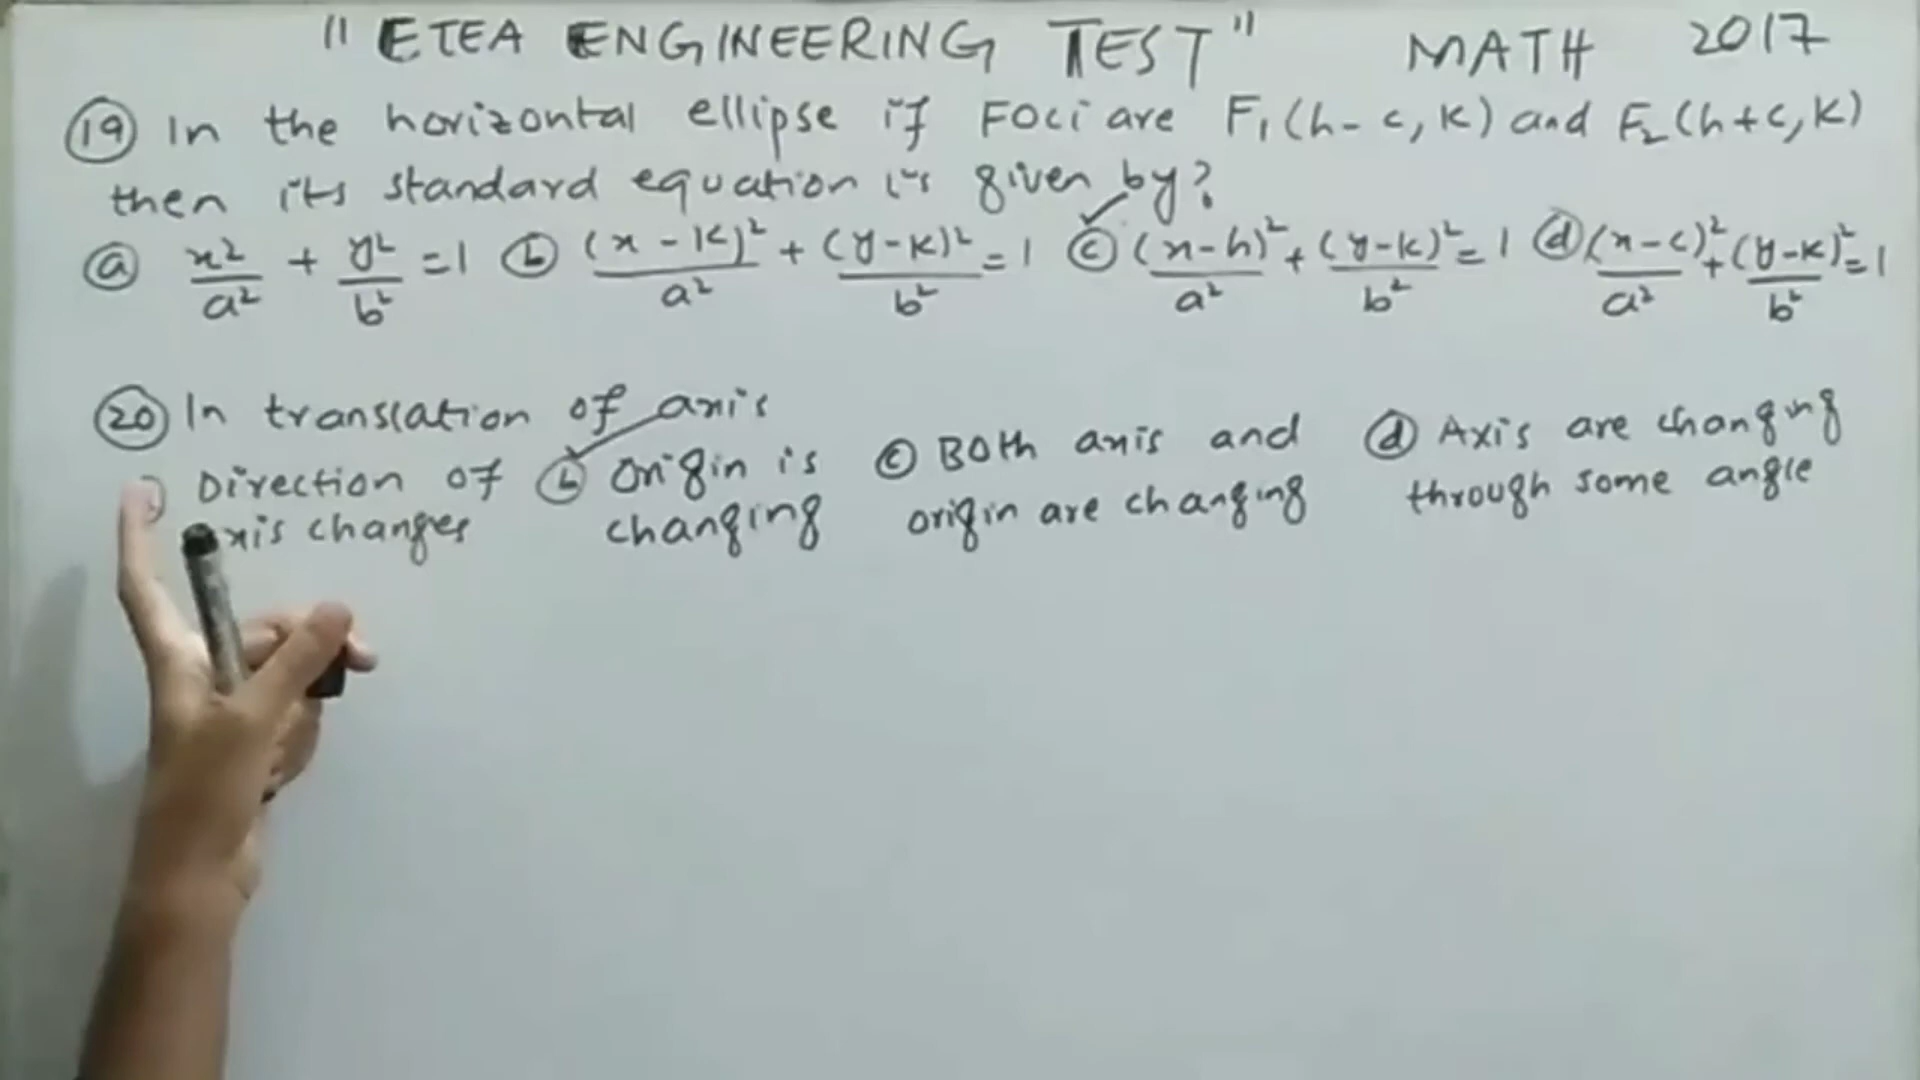 "ETEA ENGINEERING TEST" MATH 2017
(19) In the horizontal ellipse if Foci are F₁(h-c, k) and F₂(h+c, k)
then its standard equation is given by?
(a) x²/a² + y²/b² = 1 (b) (x-k)²/a² + (y-k)²/b² = 1 ✓(c) (x-h)²/a² + (y-k)²/b² = 1 (d) (x-c)²/a² + (y-k)²/b² = 1
(20) In translation of axis
Direction of ✓(b) Origin is (c) Both axis and (d) Axis are changing
xis changes changing origin are changing through some angle